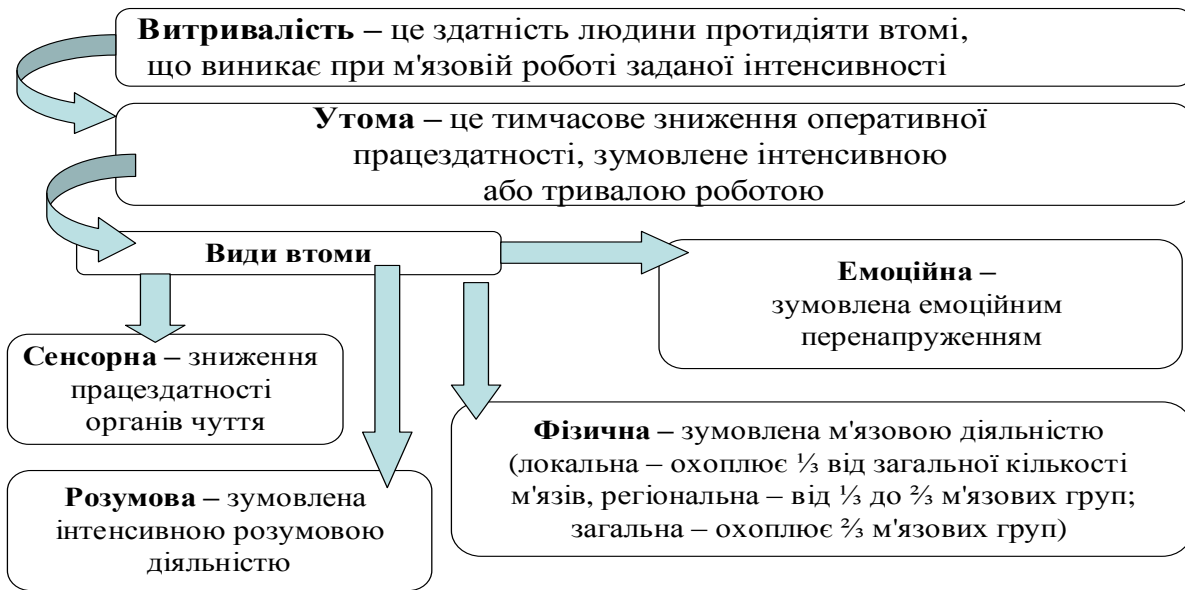 Витривалість – це здатність людини протидіяти втомі,
що виникає при м'язовій роботі заданої інтенсивності
Утома – це тимчасове зниження оперативної
працездатності, зумовлене інтенсивною
або тривалою роботою
Види втоми
Емоційна –
зумовлена емоційним
перенапруженням
Сенсорна – зниження
працездатності
органів чуття
Фізична – зумовлена м'язовою діяльністю
(локальна – охоплює ⅓ від загальної кількості
м'язів, регіональна – від ⅓ до ⅔ м'язових груп;
загальна – охоплює ⅔ м'язових груп)
Розумова – зумовлена
інтенсивною розумовою
діяльністю